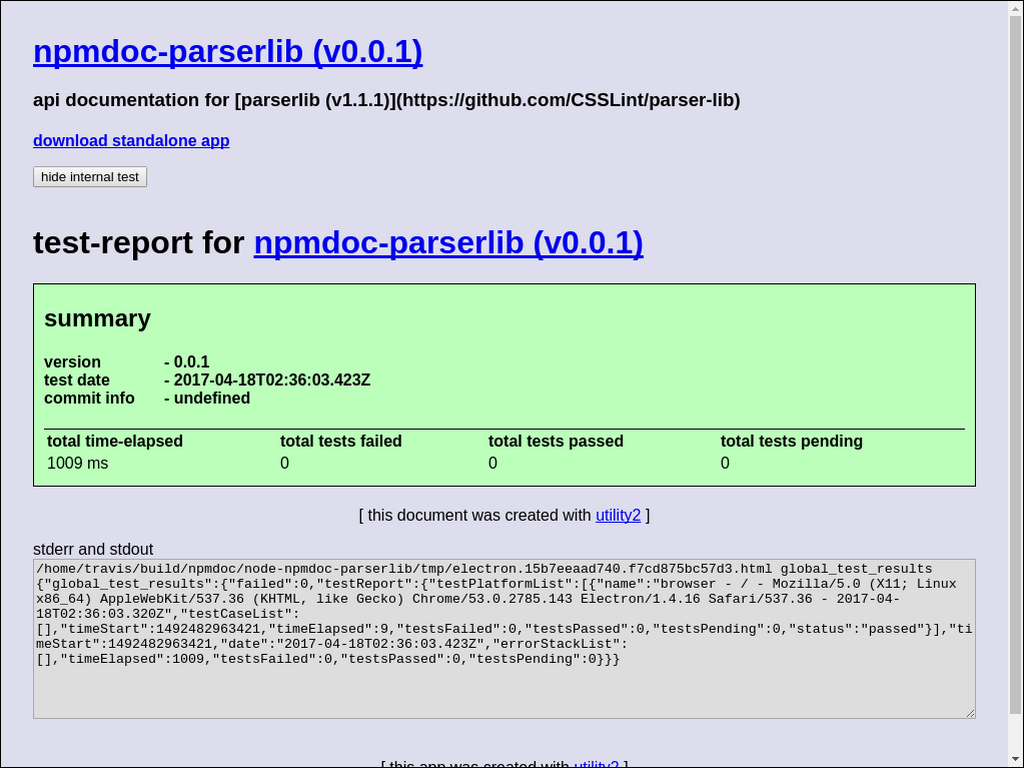 npmdoc-parserlib (v0.0.1)
api documentation for [parserlib (v1.1.1)](https://github.com/CSSLint/parser-lib)
download standalone app
hide internal test
test-report for npmdoc-parserlib (v0.0.1)
summary
version - 0.0.1
test date - 2017-04-18T02:36:03.423Z
commit info - undefined
total time-elapsed total tests failed total tests passed total tests pending
1009 ms 0 0 0
[ this document was created with utility2 ]
stderr and stdout
/home/travis/build/npmdoc/node-npmdoc-parserlib/tmp/electron.15b7eeaad740.f7cd875bc57d3.html global_test_results
{"global_test_results":{"failed":0,"testReport":{"testPlatformList":[{"name":"browser - / - Mozilla/5.0 (X11; Linux
x86_64) AppleWebKit/537.36 (KHTML, like Gecko) Chrome/53.0.2785.143 Electron/1.4.16 Safari/537.36 - 2017-04-
18T02:36:03.320Z","testCaseList":
[],"timeStart":1492482963421,"timeElapsed":9,"testsFailed":0,"testsPassed":0,"testsPending":0,"status":"passed"}],"ti
meStart":1492482963421,"date":"2017-04-18T02:36:03.423Z","errorStackList":
[],"timeElapsed":1009,"testsFailed":0,"testsPassed":0,"testsPending":0}}}
[ this app was created with utility2 ]